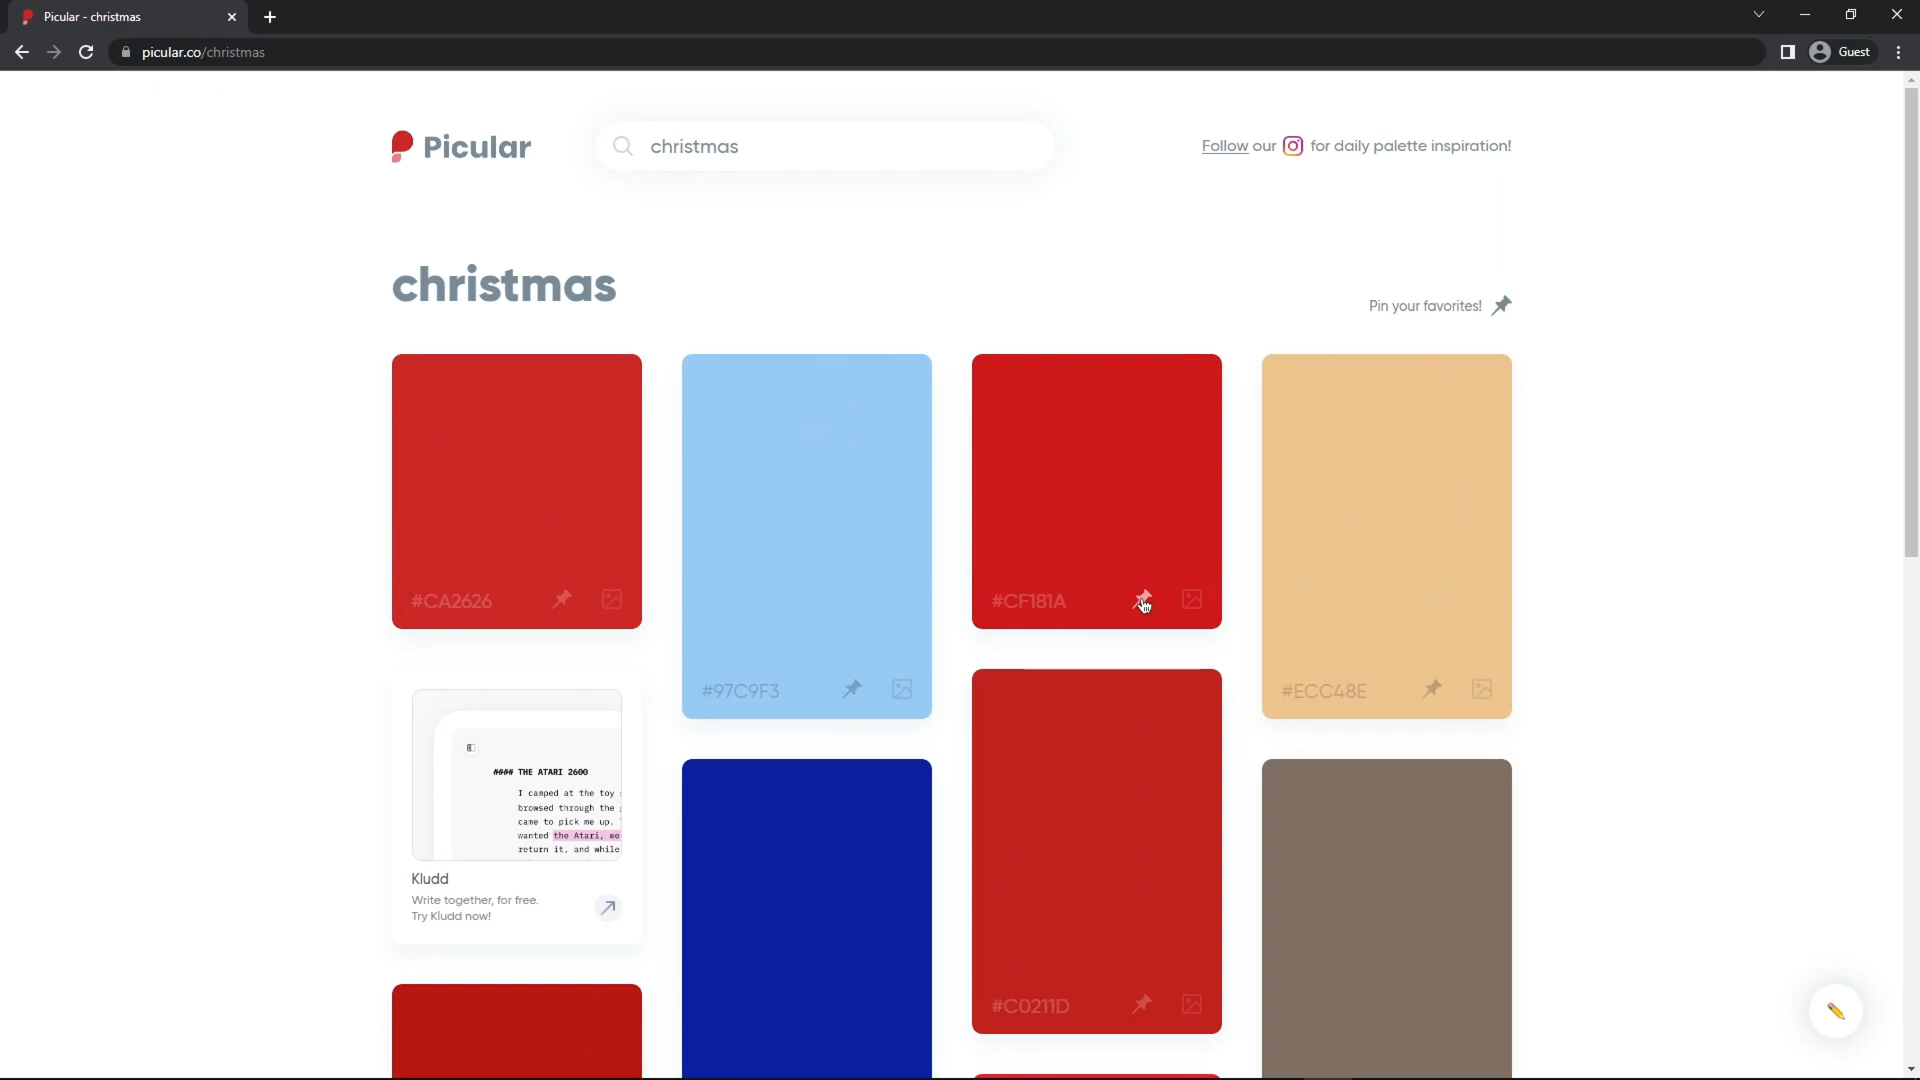 Picular - christmas
picular.co/christmas
Guest
Picular
christmas
Follow our for daily palette inspiration!
christmas
Pin your favorites!
#CA2626
#CF181A
#97C9F3
#ECC48E
#### THE ATARI 2600
I camped at the toy
browsed through the
came to pick me up.
wanted the Atari, we
return it, and while
Kludd
Write together, for free.
Try Kludd now!
#C0211D